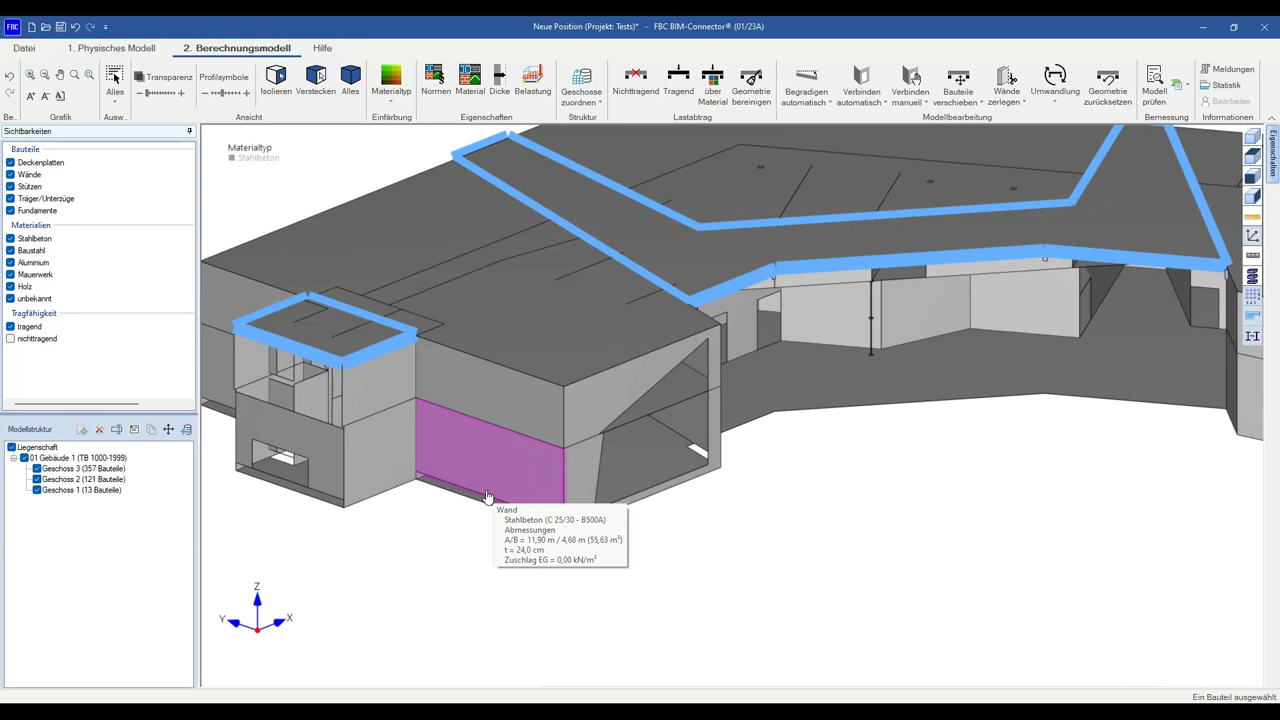 FBC
Neue Position (Projekt: Tests)* - FBC BIM-Connector® (01/23A)
Datei
1. Physisches Modell
2. Berechnungsmodell
Hilfe
Alles
Transparenz
Profilsymbole
Isolieren
Verstecken
Alles
Materialtyp
Normen
Material
Dicke
Belastung
Geschosse
zuordnen
Nichttragend
Tragend
über
Material
Geometrie
bereinigen
Begradigen
automatisch
Verbinden
automatisch
Verbinden
manuell
Bauteile
verschieben
Wände
zerlegen
Umwandlung
Geometrie
zurücksetzen
Modell
prüfen
Meldungen
Statistik
Bearbeiter
Be...
Grafik
Ausw...
Ansicht
Einfärbung
Eigenschaften
Struktur
Lastabtrag
Modellbearbeitung
Bemessung
Informationen
Sichtbarkeiten
Bauteile
Deckenplatten
Wände
Stützen
Träger/Unterzüge
Fundamente
Materialien
Stahlbeton
Baustahl
Aluminium
Mauerwerk
Holz
unbekannt
Tragfähigkeit
tragend
nichttragend
Modellstruktur
Liegenschaft
01 Gebäude 1 (TB 1000-1999)
Geschoss 3 (357 Bauteile)
Geschoss 2 (121 Bauteile)
Geschoss 1 (13 Bauteile)
Materialtyp
Stahlbeton
Wand
Stahlbeton (C 25/30 - B500A)
Abmessungen
A/B = 11,90 m / 4,68 m (55,63 m²)
t = 24,0 cm
Zuschlag EG = 0,00 kN/m²
Z
Y
X
Eigenschaften
Ein Bauteil ausgewählt.